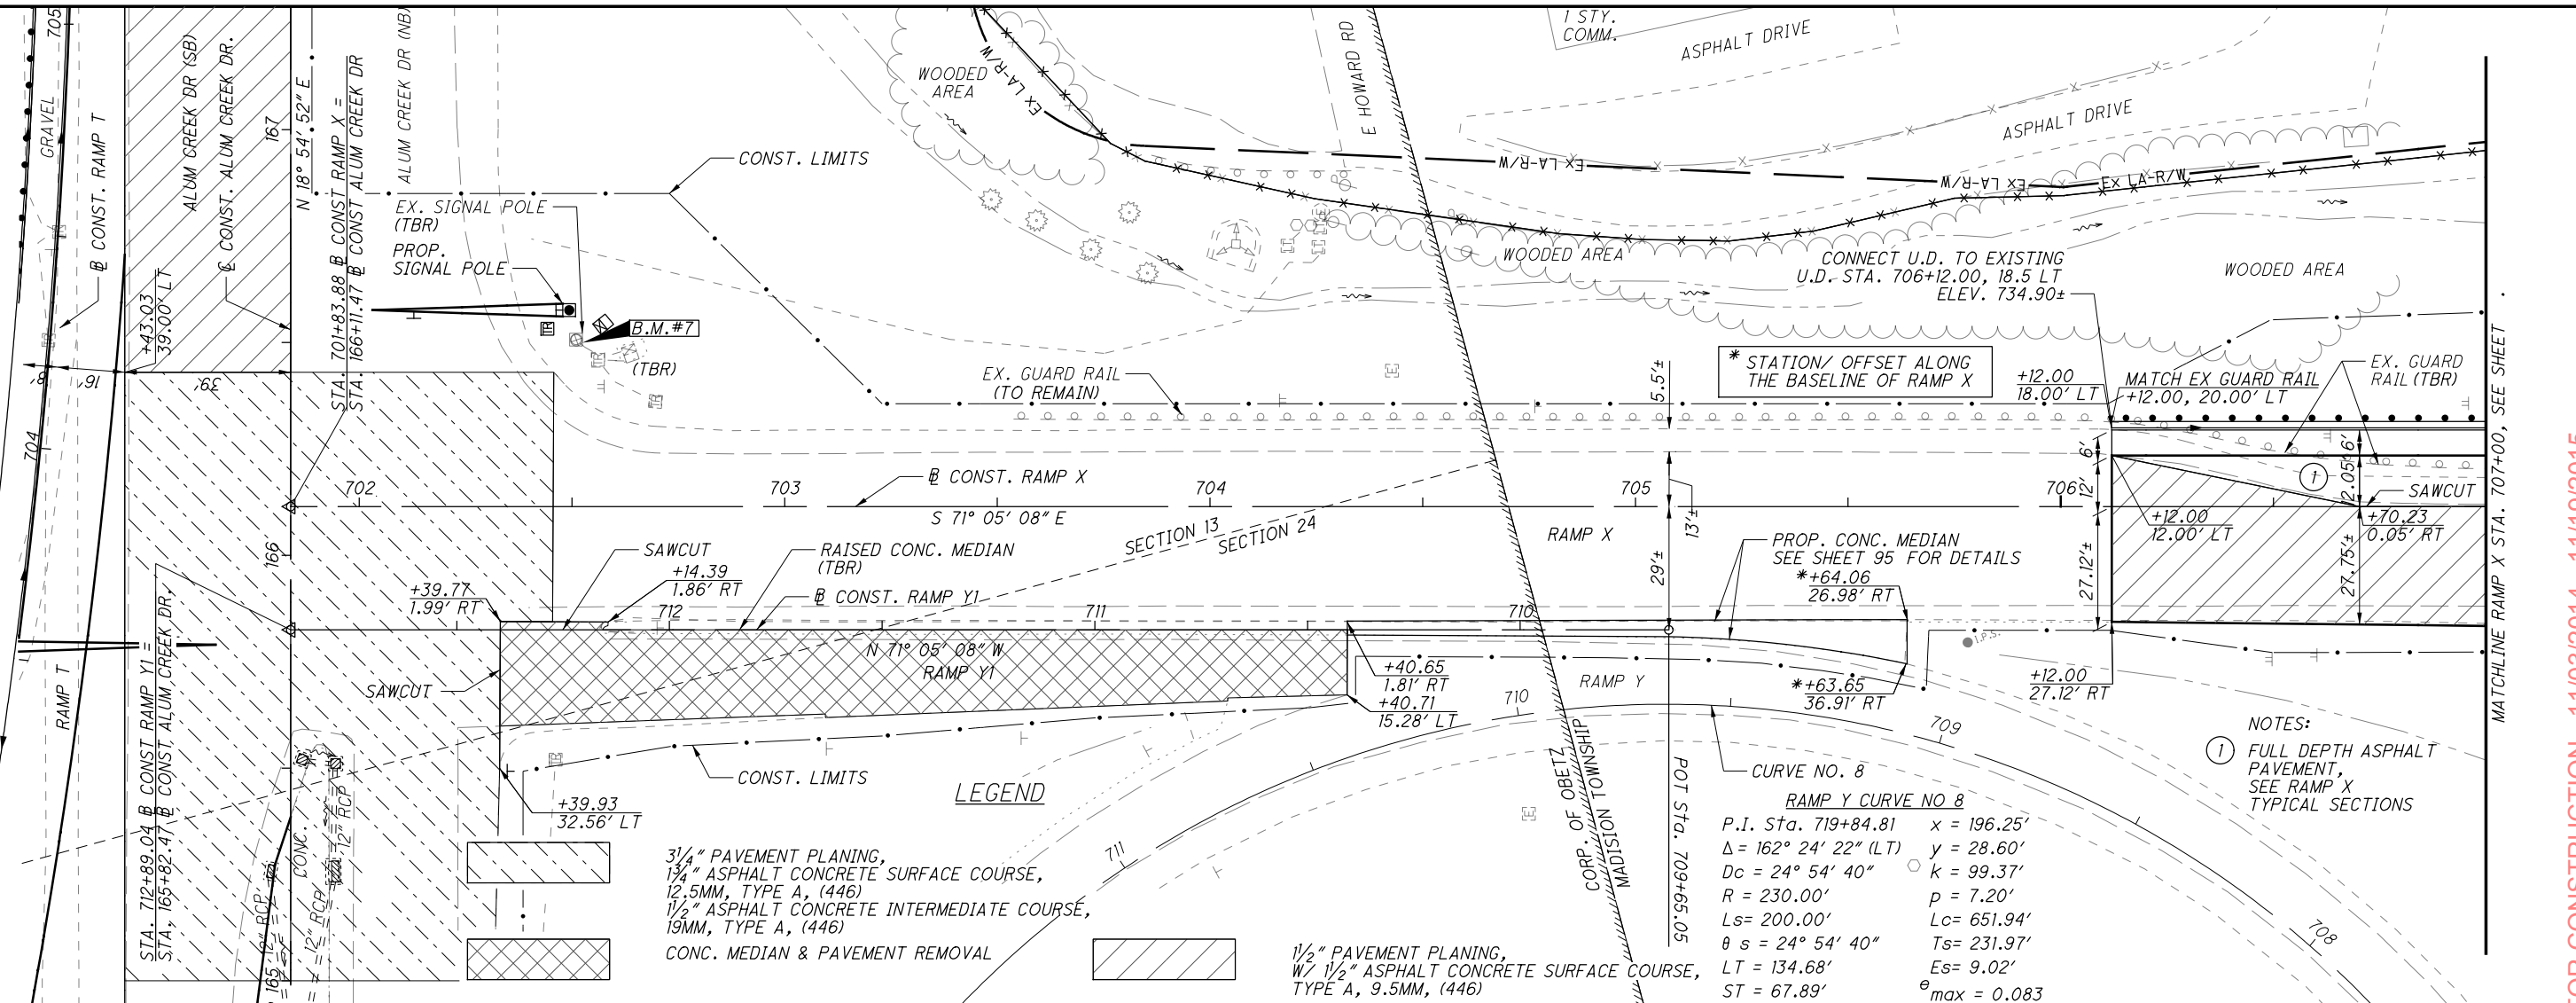 705
GRAVEL
℄ CONST. RAMP T
704
16'
8'
+43.03
39.00' LT
39'
ALUM CREEK DR (SB)
℄ CONST. ALUM CREEK DR.
167
N 18° 54' 52" E
STA. 701+83.88 ℄ CONST RAMP X =
STA. 166+11.47 ℄ CONST ALUM CREEK DR
ALUM CREEK DR (NB)
EX. SIGNAL POLE
(TBR)
PROP.
SIGNAL POLE
TR
B.M.#7
(TBR)
CONST. LIMITS
WOODED
AREA
Ex LA-R/W
E HOWARD RD
1 STY.
COMM.
ASPHALT DRIVE
ASPHALT DRIVE
Ex LA-R/W
Ex LA-R/W
Ex LA-R/W
WOODED AREA
CONNECT U.D. TO EXISTING
U.D. STA. 706+12.00, 18.5 LT
ELEV. 734.90±
WOODED AREA
* STATION/ OFFSET ALONG
THE BASELINE OF RAMP X
EX. GUARD RAIL
(TO REMAIN)
5.5'±
+12.00
18.00' LT
MATCH EX GUARD RAIL
+12.00, 20.00' LT
EX. GUARD
RAIL (TBR)
MATCHLINE RAMP X STA. 707+00, SEE SHEET
702
703
704
705
706
℄ CONST. RAMP X
S 71° 05' 08" E
SECTION 13
SECTION 24
RAMP X
13'±
29'±
6'
12'
27.12'±
6'
12.05'
27.75'±
1
SAWCUT
+12.00
12.00' LT
+70.23
0.05' RT
166
SAWCUT
+14.39
1.86' RT
RAISED CONC. MEDIAN
(TBR)
℄ CONST. RAMP Y1
+39.77
1.99' RT
712
711
710
N 71° 05' 08" W
RAMP Y1
SAWCUT
PROP. CONC. MEDIAN
SEE SHEET 95 FOR DETAILS
*+64.06
26.98' RT
I.P.S.
+40.65
1.81' RT
+40.71
15.28' LT
RAMP Y
*+63.65
36.91' RT
+12.00
27.12' RT
STA. 712+89.04 ℄ CONST RAMP Y1 =
STA. 165+82.47 ℄ CONST ALUM CREEK DR.
RAMP T
CONC.
12" RCP
12" RCP
12" RCP
165
CONST. LIMITS
+39.93
32.56' LT
710
709
708
711
CORP. OF OBETZ
MADISION TOWNSHIP
POT Sta. 709+65.05
CURVE NO. 8
NOTES:
1 FULL DEPTH ASPHALT
PAVEMENT,
SEE RAMP X
TYPICAL SECTIONS
LEGEND
3¼" PAVEMENT PLANING,
1¾" ASPHALT CONCRETE SURFACE COURSE,
12.5MM, TYPE A, (446)
1½" ASPHALT CONCRETE INTERMEDIATE COURSE,
19MM, TYPE A, (446)
CONC. MEDIAN & PAVEMENT REMOVAL
1½" PAVEMENT PLANING,
W/ 1½" ASPHALT CONCRETE SURFACE COURSE,
TYPE A, 9.5MM, (446)
RAMP Y CURVE NO 8
P.I. Sta. 719+84.81 x = 196.25'
Δ = 162° 24' 22" (LT) y = 28.60'
Dc = 24° 54' 40" k = 99.37'
R = 230.00' p = 7.20'
Ls= 200.00' Lc= 651.94'
θ s = 24° 54' 40" Ts= 231.97'
LT = 134.68' Es= 9.02'
ST = 67.89' e max = 0.083